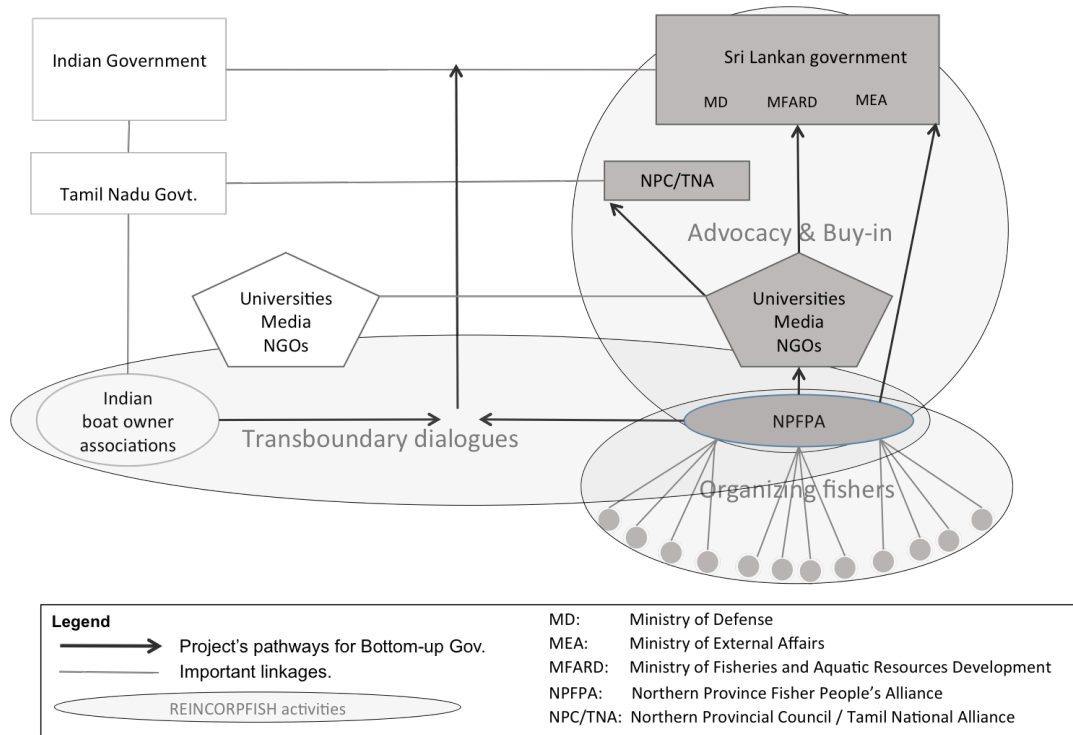 Indian Government
Sri Lankan government
MD MFARD MEA
Tamil Nadu Govt.
NPC/TNA
Advocacy & Buy-in
Universities
Media
NGOs
Universities
Media
NGOs
Indian
boat owner
associations
Transboundary dialogues
NPFPA
Organizing fishers
Legend
Project's pathways for Bottom-up Gov.
Important linkages.
REINCORPFISH activities
MD: Ministry of Defense
MEA: Ministry of External Affairs
MFARD: Ministry of Fisheries and Aquatic Resources Development
NPFPA: Northern Province Fisher People's Alliance
NPC/TNA: Northern Provincial Council / Tamil National Alliance